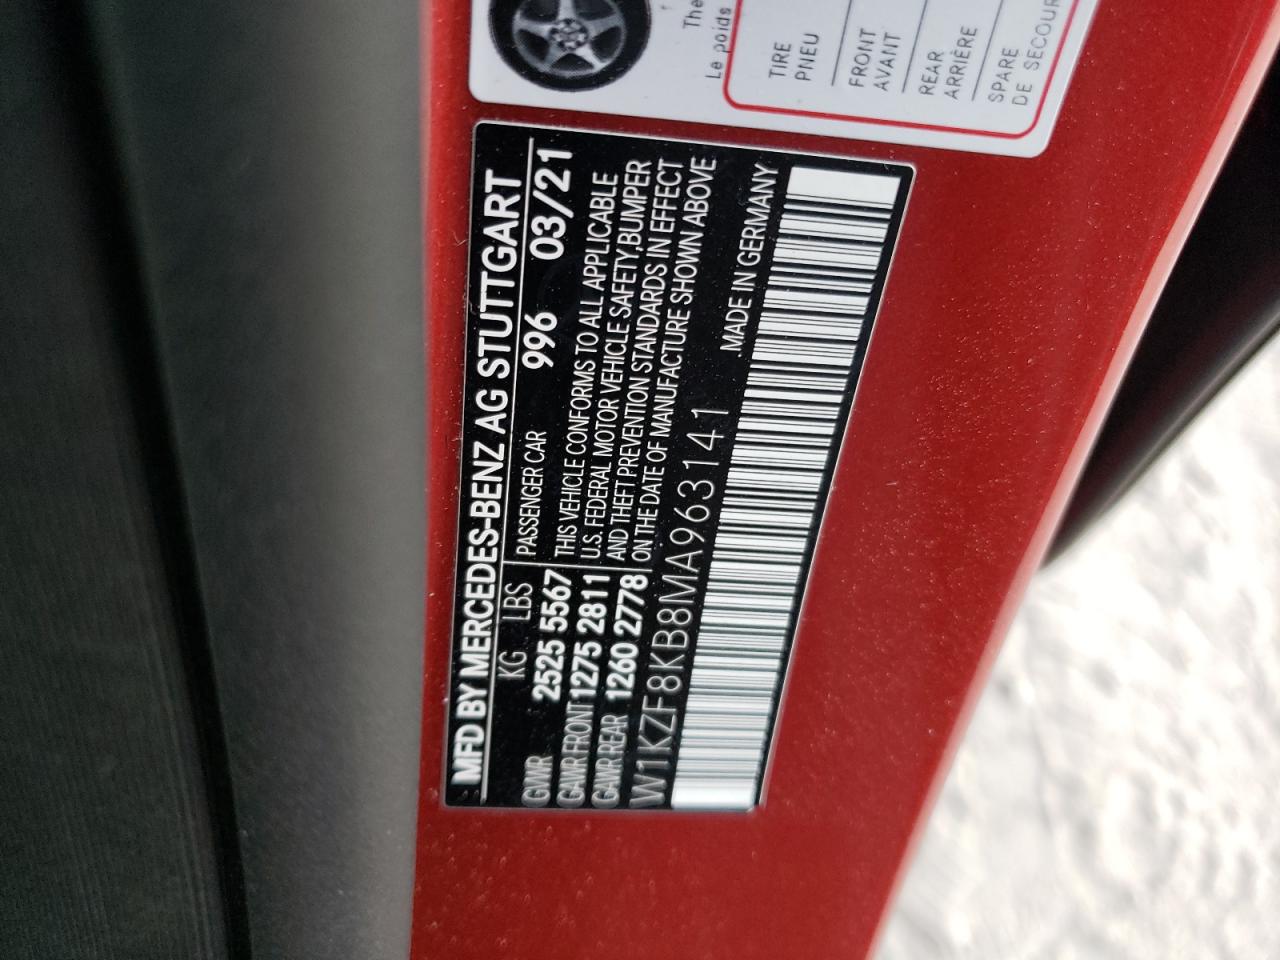 The
Le poids
TIRE
PNEU
FRONT
AVANT
REAR
ARRIÈRE
SPARE
DE SECOUR
MFD BY MERCEDES-BENZ AG STUTTGART
KG LBS PASSENGER CAR 996 03/21
GVWR 2525 5567
GAWR FRONT 1275 2811
GAWR REAR 1260 2778
THIS VEHICLE CONFORMS TO ALL APPLICABLE
U.S. FEDERAL MOTOR VEHICLE SAFETY,BUMPER
AND THEFT PREVENTION STANDARDS IN EFFECT
ON THE DATE OF MANUFACTURE SHOWN ABOVE
W1KZF8KB8MA963141
MADE IN GERMANY